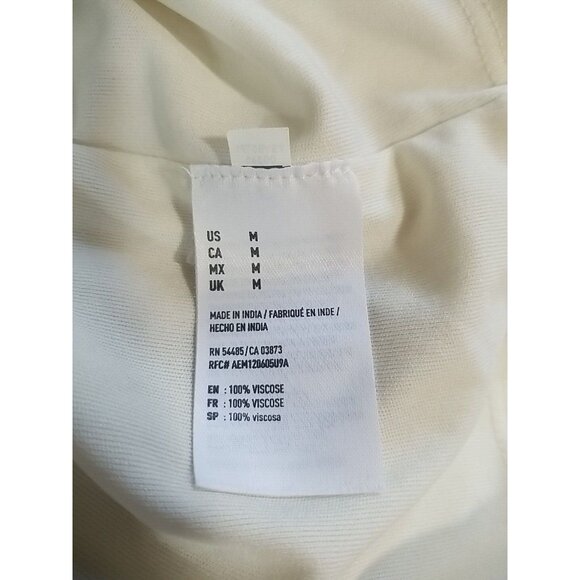 US M
CA M
MX M
UK M
MADE IN INDIA / FABRIQUÉ EN INDE /
HECHO EN INDIA
RN 54485/CA 03873
RFC# AEM120605U9A
EN : 100% VISCOSE
FR : 100% VISCOSE
SP : 100% viscosa